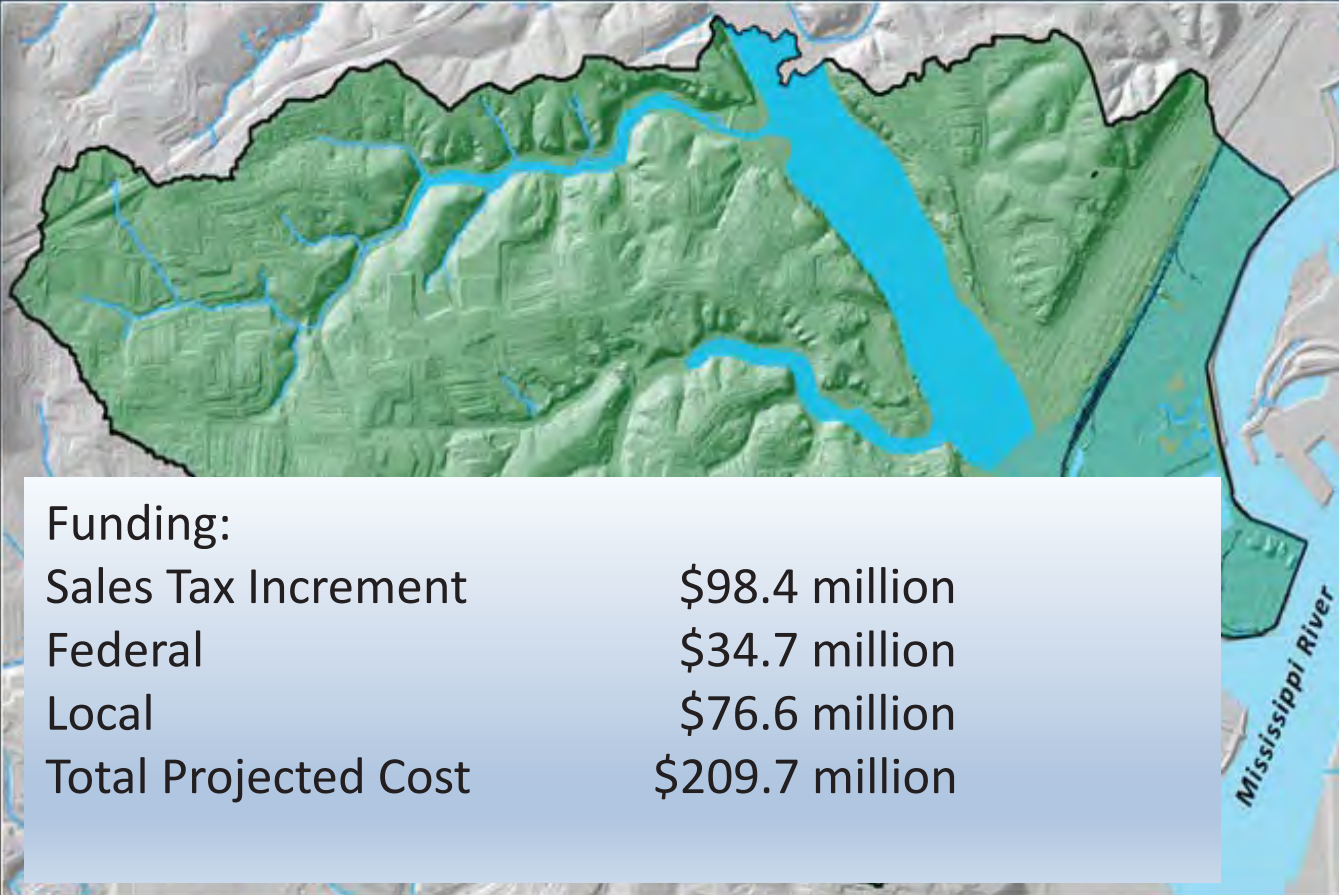 Funding:
Sales Tax Increment $98.4 million
Federal $34.7 million
Local $76.6 million
Total Projected Cost $209.7 million
Mississippi River